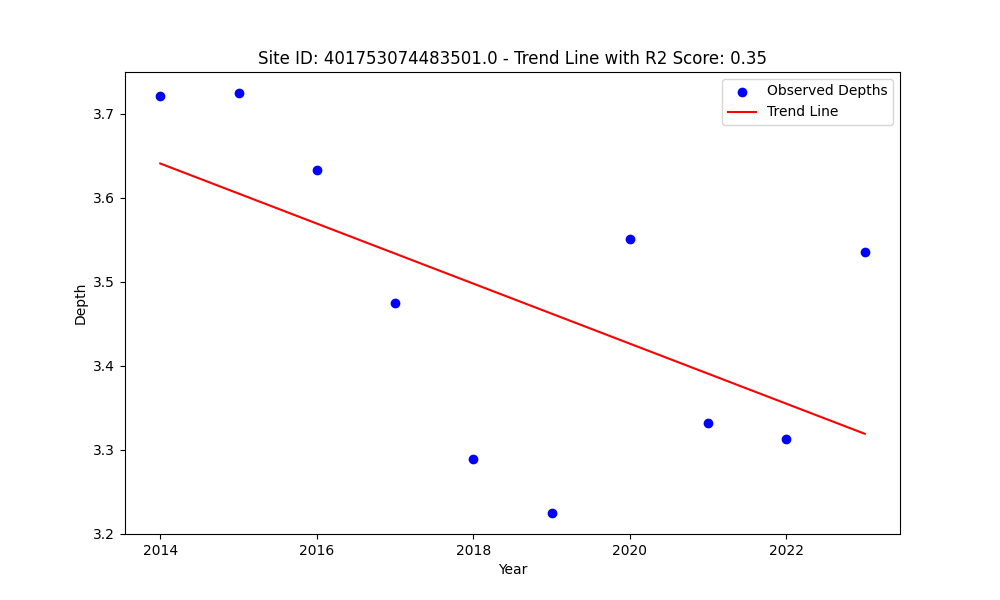 Site ID: 401753074483501.0 - Trend Line with R2 Score: 0.35
Observed Depths
Trend Line
3.7
3.6
3.5
3.4
3.3
3.2
Depth
2014
2016
2018
2020
2022
Year